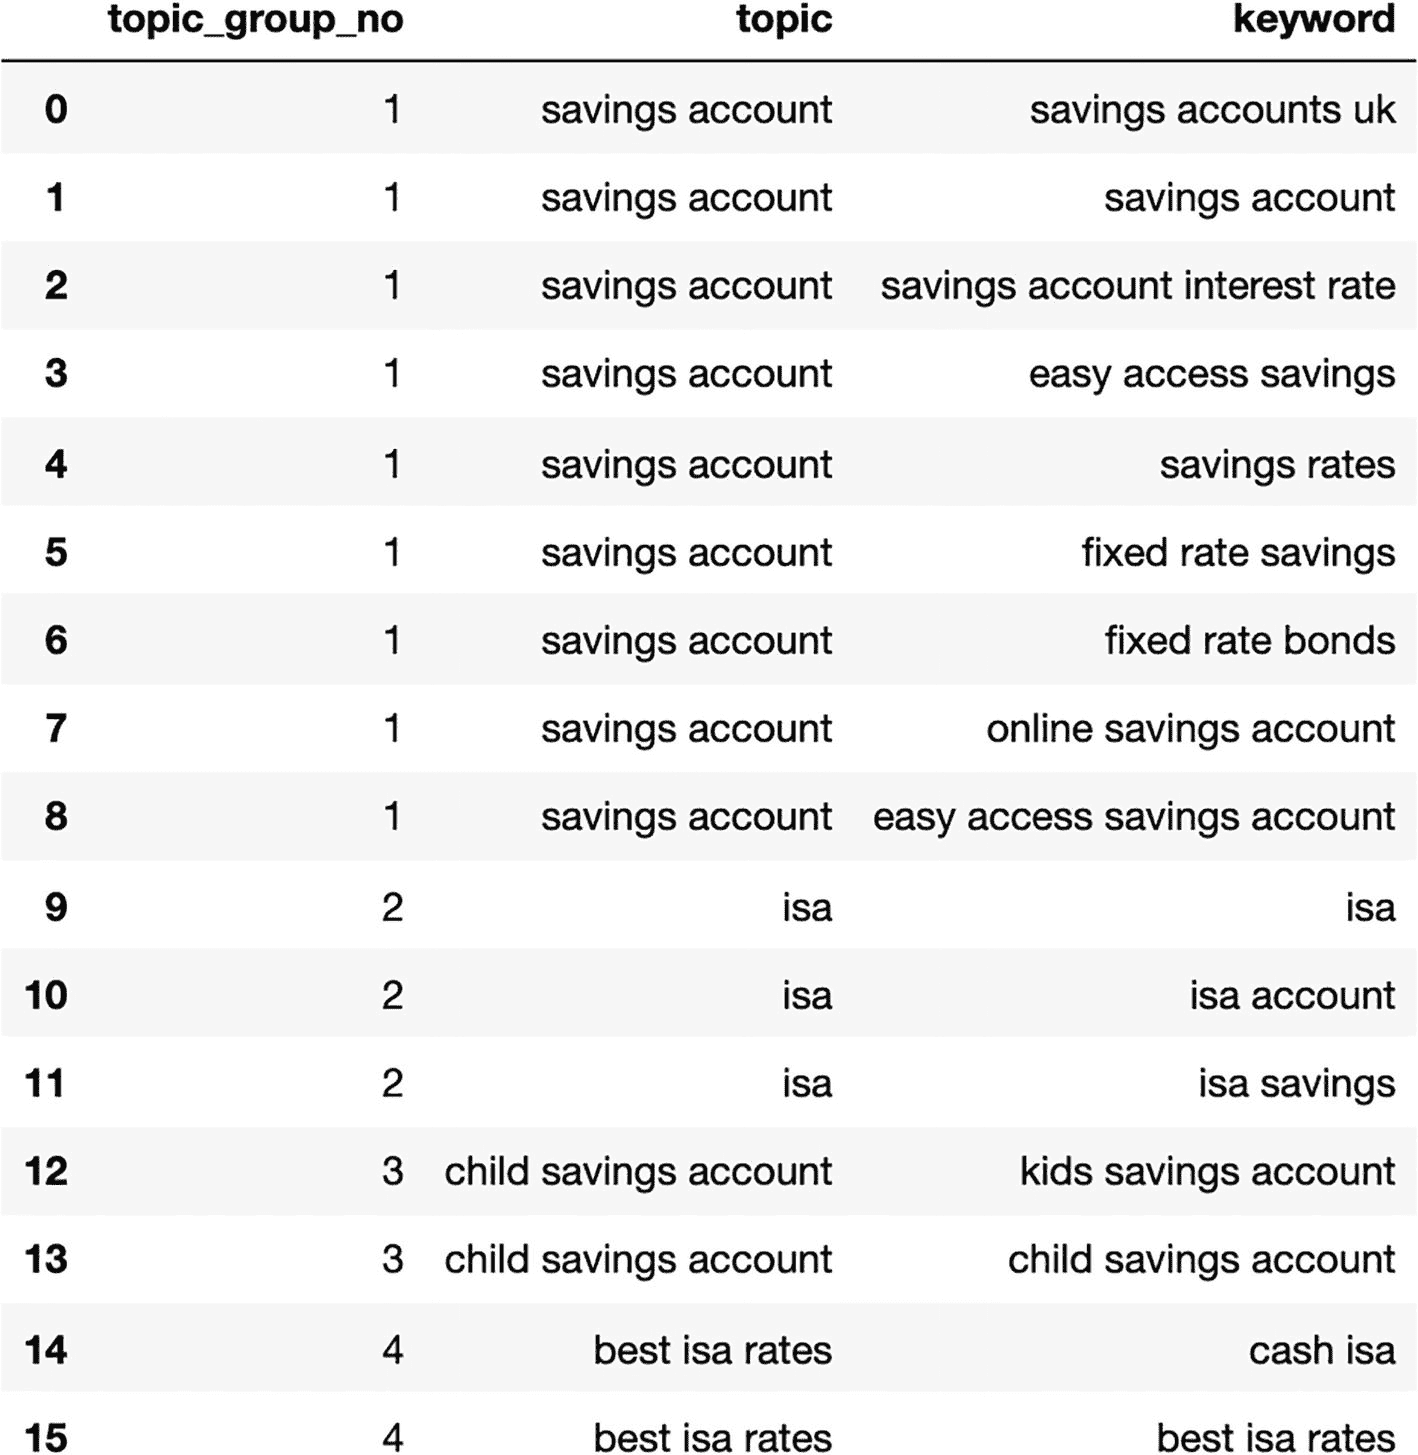 topic_group_no topic keyword
0 1 savings account savings accounts uk
1 1 savings account savings account
2 1 savings account savings account interest rate
3 1 savings account easy access savings
4 1 savings account savings rates
5 1 savings account fixed rate savings
6 1 savings account fixed rate bonds
7 1 savings account online savings account
8 1 savings account easy access savings account
9 2 isa isa
10 2 isa isa account
11 2 isa isa savings
12 3 child savings account kids savings account
13 3 child savings account child savings account
14 4 best isa rates cash isa
15 4 best isa rates best isa rates